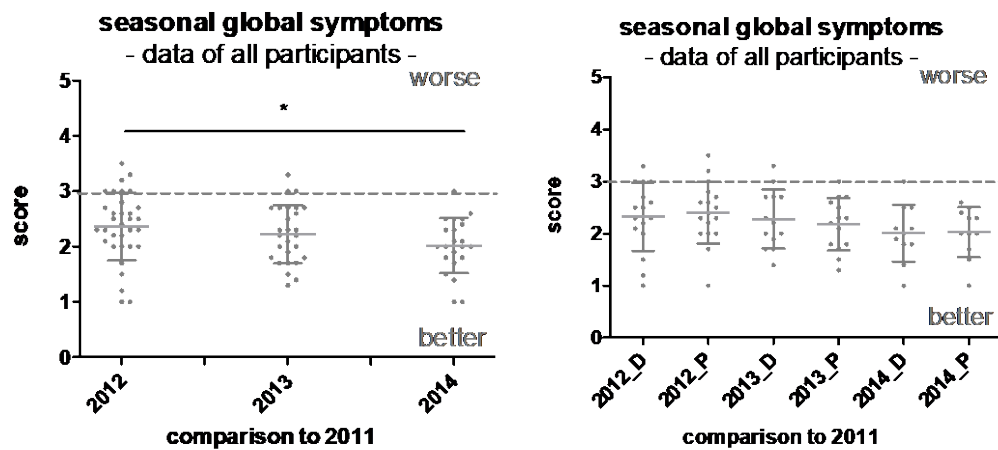 seasonal global symptoms
- data of all participants -
worse
5
4
3
2
1
0
score
*
better
2012
2013
2014
comparison to 2011
seasonal global symptoms
- data of all participants -
worse
5
4
3
2
1
0
score
better
2012_D
2012_P
2013_D
2013_P
2014_D
2014_P
comparison to 2011